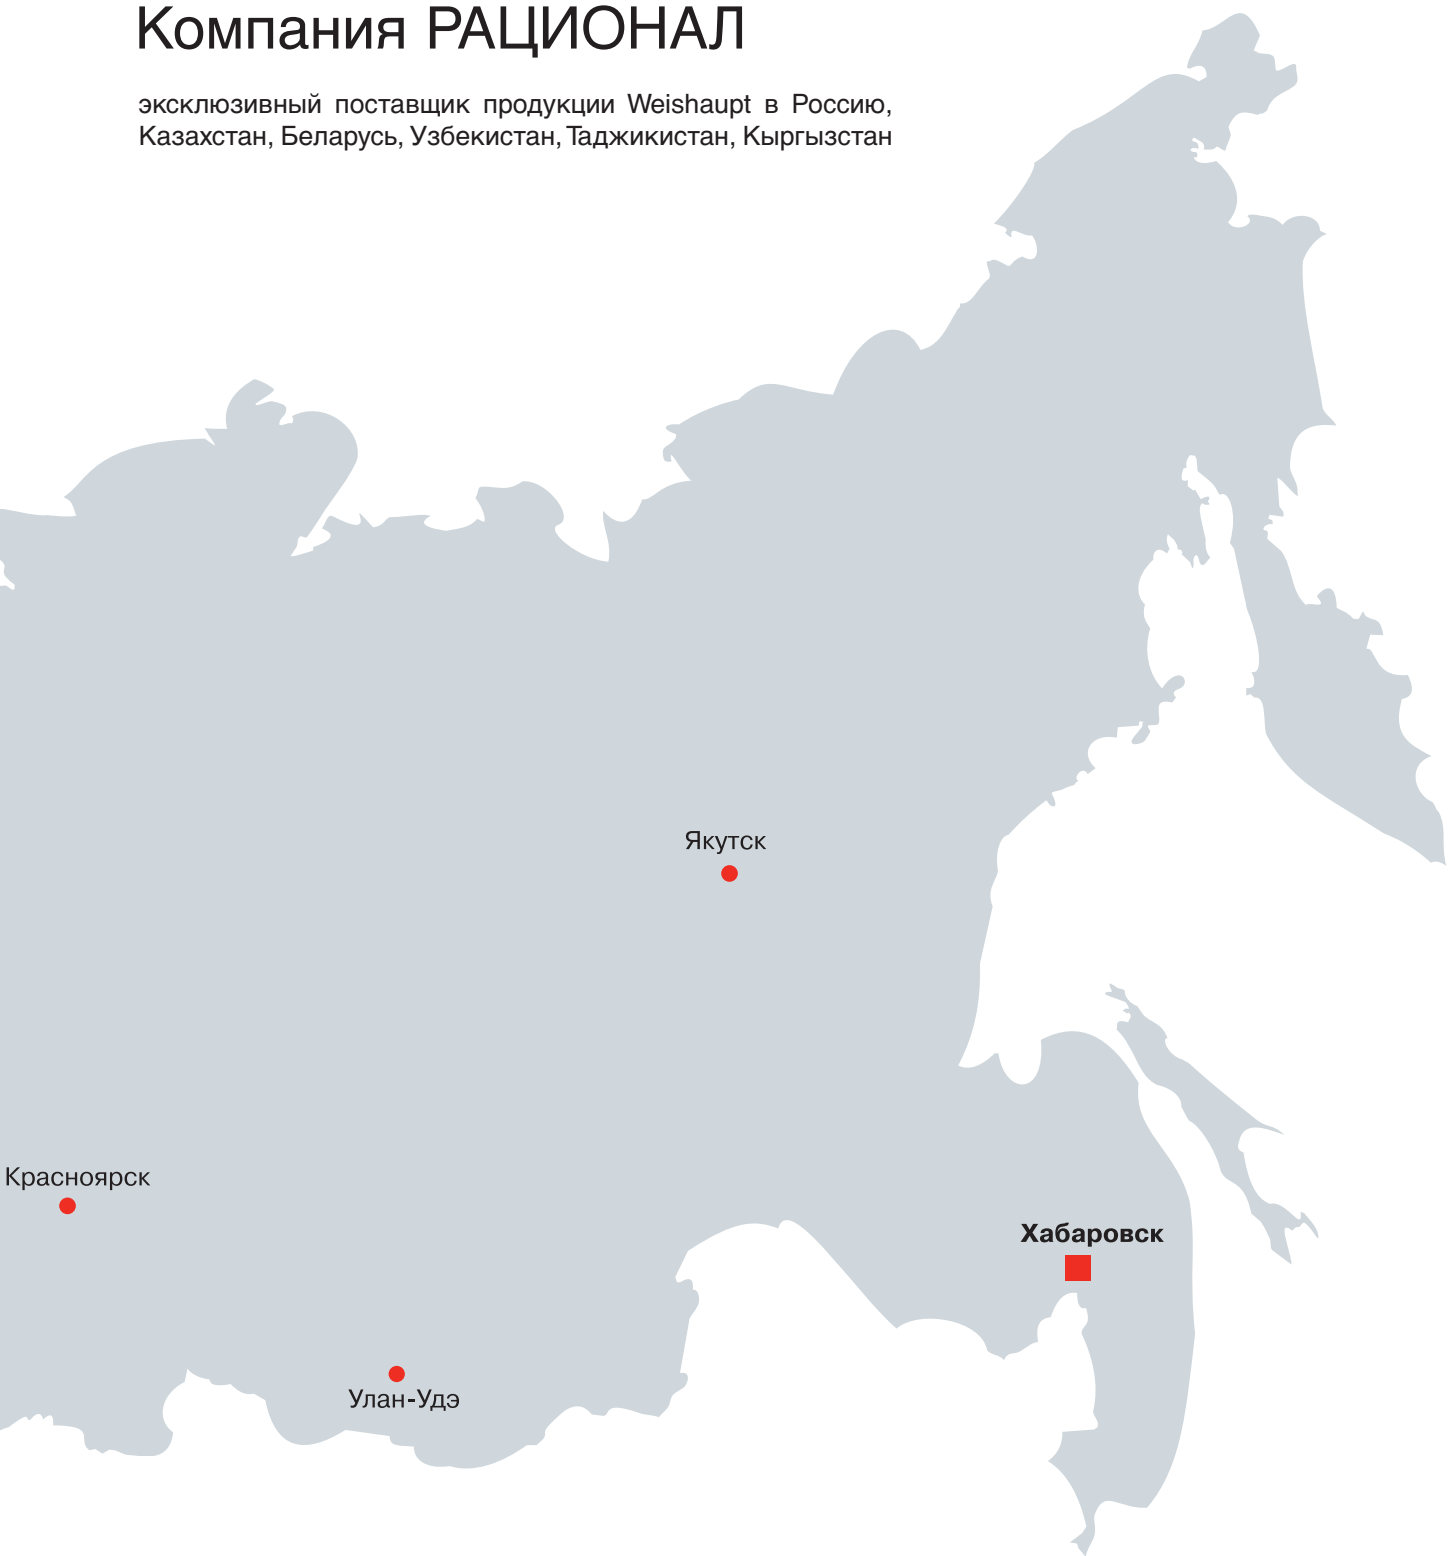 Компания РАЦИОНАЛ
эксклюзивный поставщик продукции Weishaupt в Россию,
Казахстан, Беларусь, Узбекистан, Таджикистан, Кыргызстан
Якутск
Красноярск
Хабаровск
Улан-Удэ